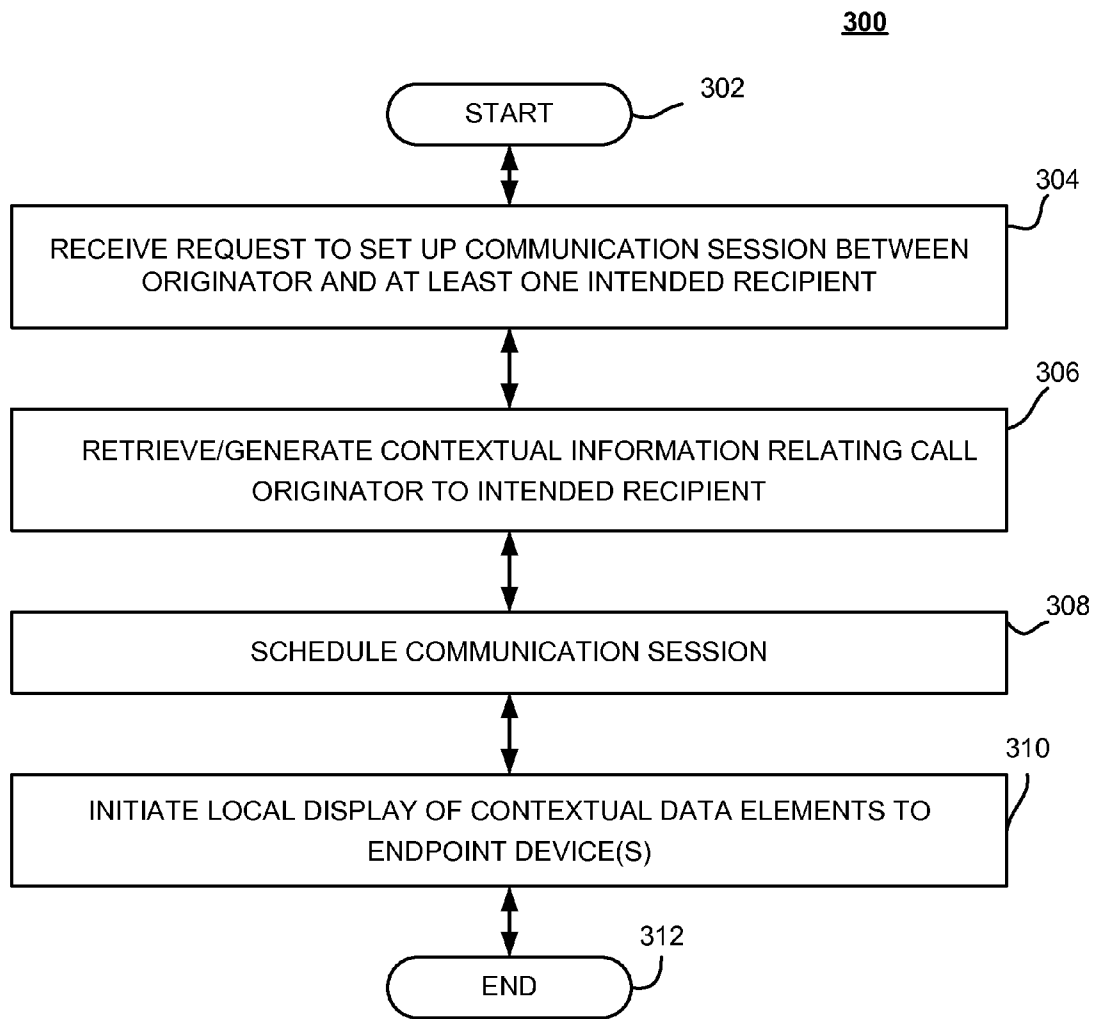 300
START
302
304
RECEIVE REQUEST TO SET UP COMMUNICATION SESSION BETWEEN
ORIGINATOR AND AT LEAST ONE INTENDED RECIPIENT
306
RETRIEVE/GENERATE CONTEXTUAL INFORMATION RELATING CALL
ORIGINATOR TO INTENDED RECIPIENT
308
SCHEDULE COMMUNICATION SESSION
310
INITIATE LOCAL DISPLAY OF CONTEXTUAL DATA ELEMENTS TO
ENDPOINT DEVICE(S)
312
END